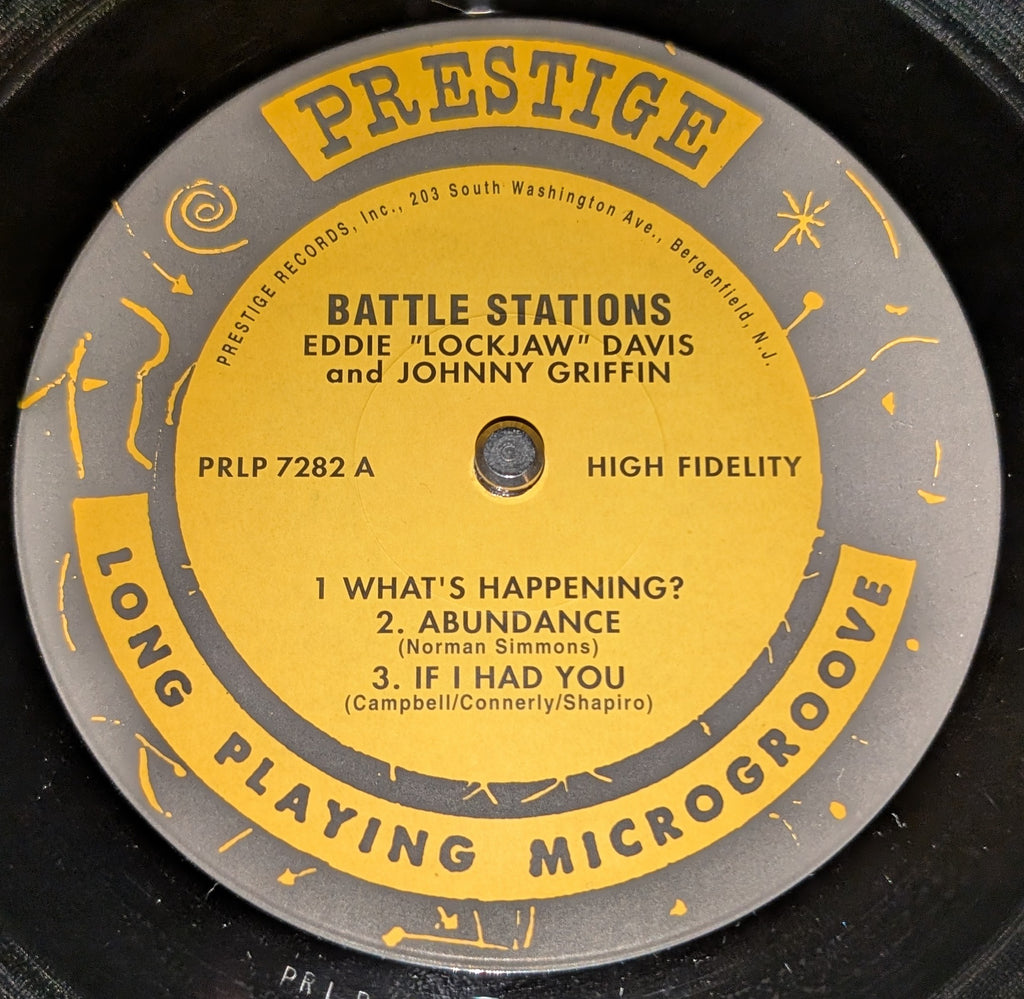 PRESTIGE
PRESTIGE RECORDS, Inc., 203 South Washington Ave., Bergenfield, N.J.
BATTLE STATIONS
EDDIE "LOCKJAW" DAVIS
and JOHNNY GRIFFIN
PRLP 7282 A
HIGH FIDELITY
1 WHAT'S HAPPENING?
2. ABUNDANCE
(Norman Simmons)
3. IF I HAD YOU
(Campbell/Connerly/Shapiro)
LONG PLAYING MICROGROOVE